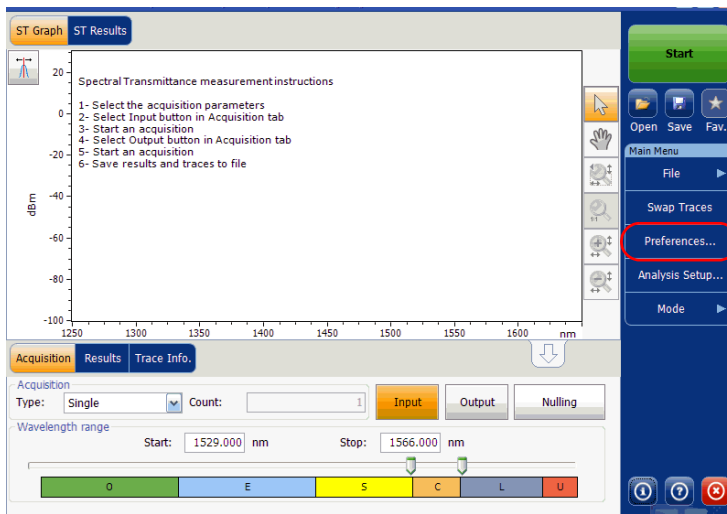 ST Graph ST Results
Start
Open Save Fav.
Main Menu
File
Swap Traces
Preferences...
Analysis Setup...
Mode
Spectral Transmittance measurement instructions
1- Select the acquisition parameters
2- Select Input button in Acquisition tab
3- Start an acquisition
4- Select Output button in Acquisition tab
5- Start an acquisition
6- Save results and traces to file
dBm
20
0
-20
-40
-60
-80
-100
1250 1300 1350 1400 1450 1500 1550 1600 nm
1:1
Acquisition Results Trace Info.
Acquisition
Type: Single Count: 1 Input Output Nulling
Wavelength range
Start: 1529.000 nm Stop: 1566.000 nm
O E S C L U